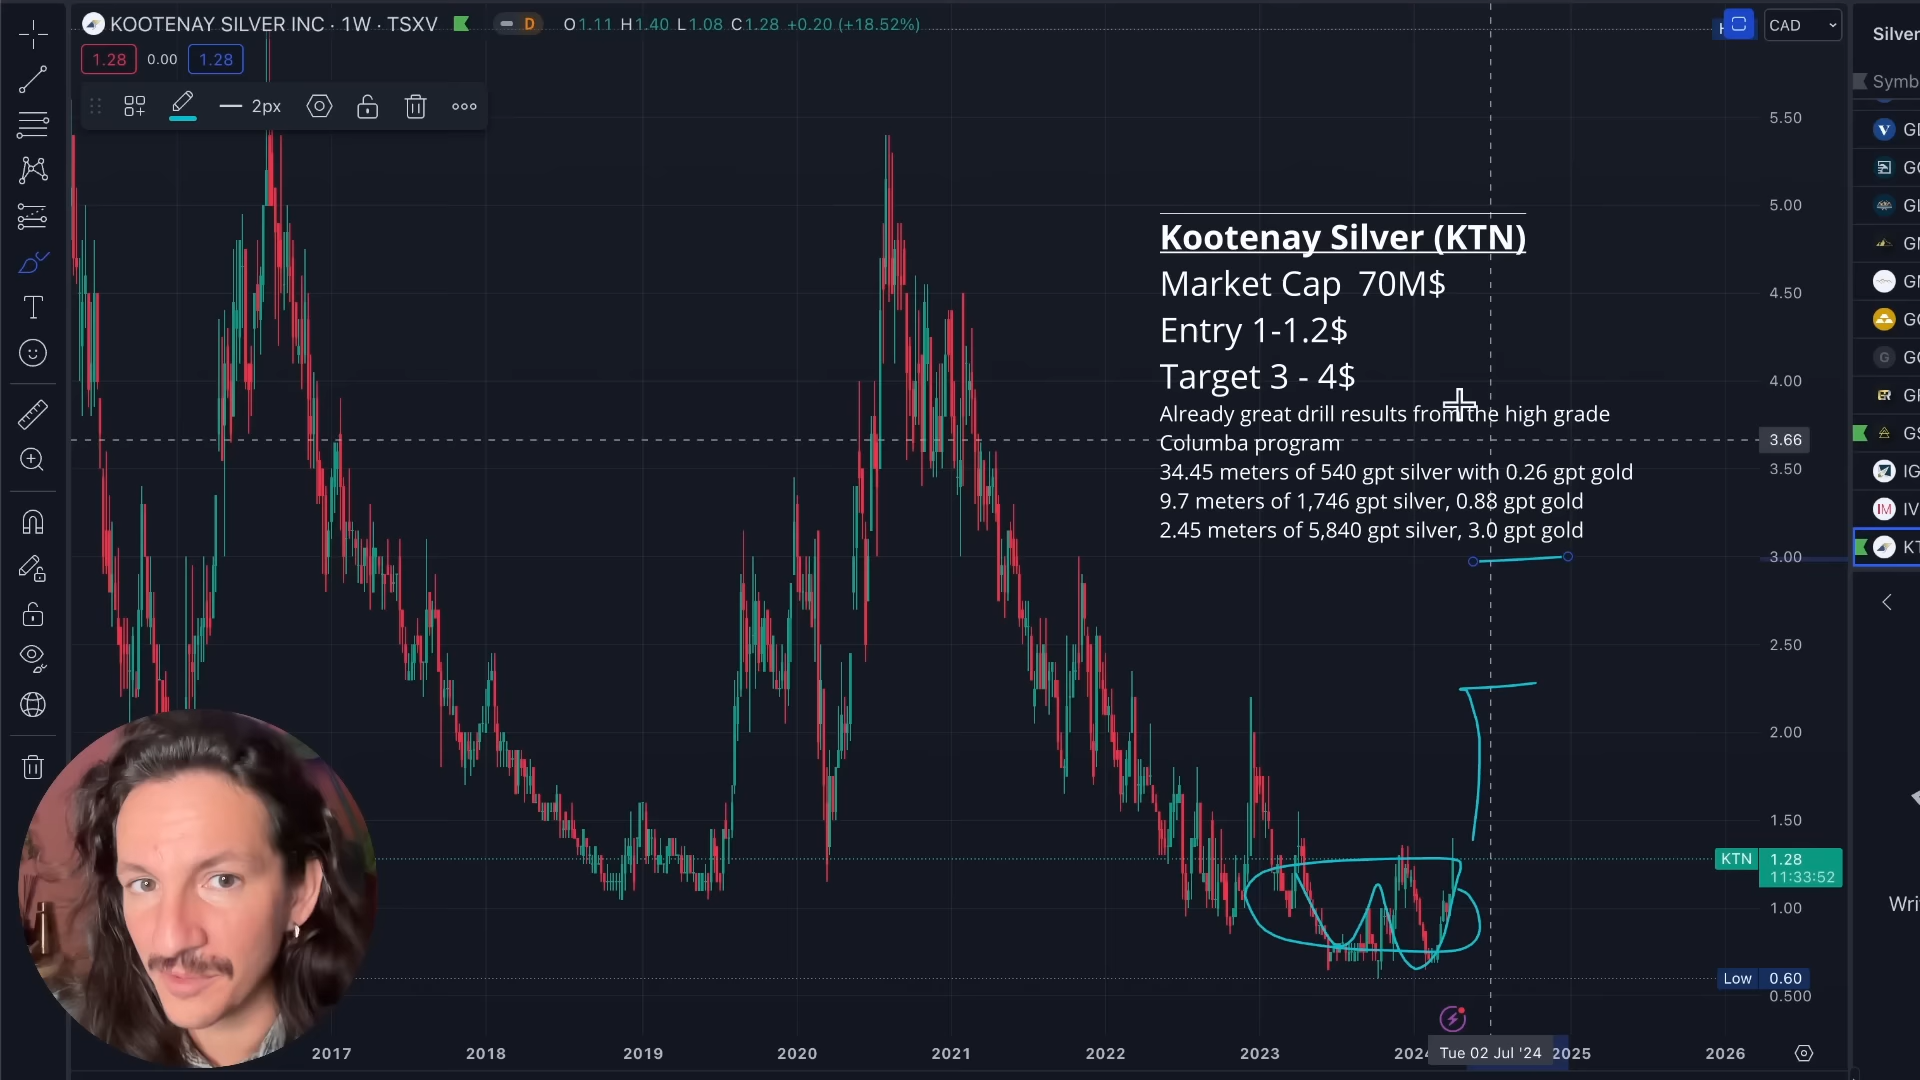 KOOTENAY SILVER INC · 1W · TSXV D O1.11 H1.40 L1.08 C1.28 +0.20 (+18.52%)
CAD
Silver
1.28 0.00 1.28
Symb
2px
5.50
5.00
4.50
4.00
3.66
3.50
3.00
2.50
2.00
1.50
KTN 1.28
11:33:52
1.00
Low 0.60
0.500
Kootenay Silver (KTN)
Market Cap 70M$
Entry 1-1.2$
Target 3 - 4$
Already great drill results from the high grade
Columba program
34.45 meters of 540 gpt silver with 0.26 gpt gold
9.7 meters of 1,746 gpt silver, 0.88 gpt gold
2.45 meters of 5,840 gpt silver, 3.0 gpt gold
IM IV
KT
Wri
2017 2018 2019 2020 2021 2022 2023 Tue 02 Jul '24 2025 2026